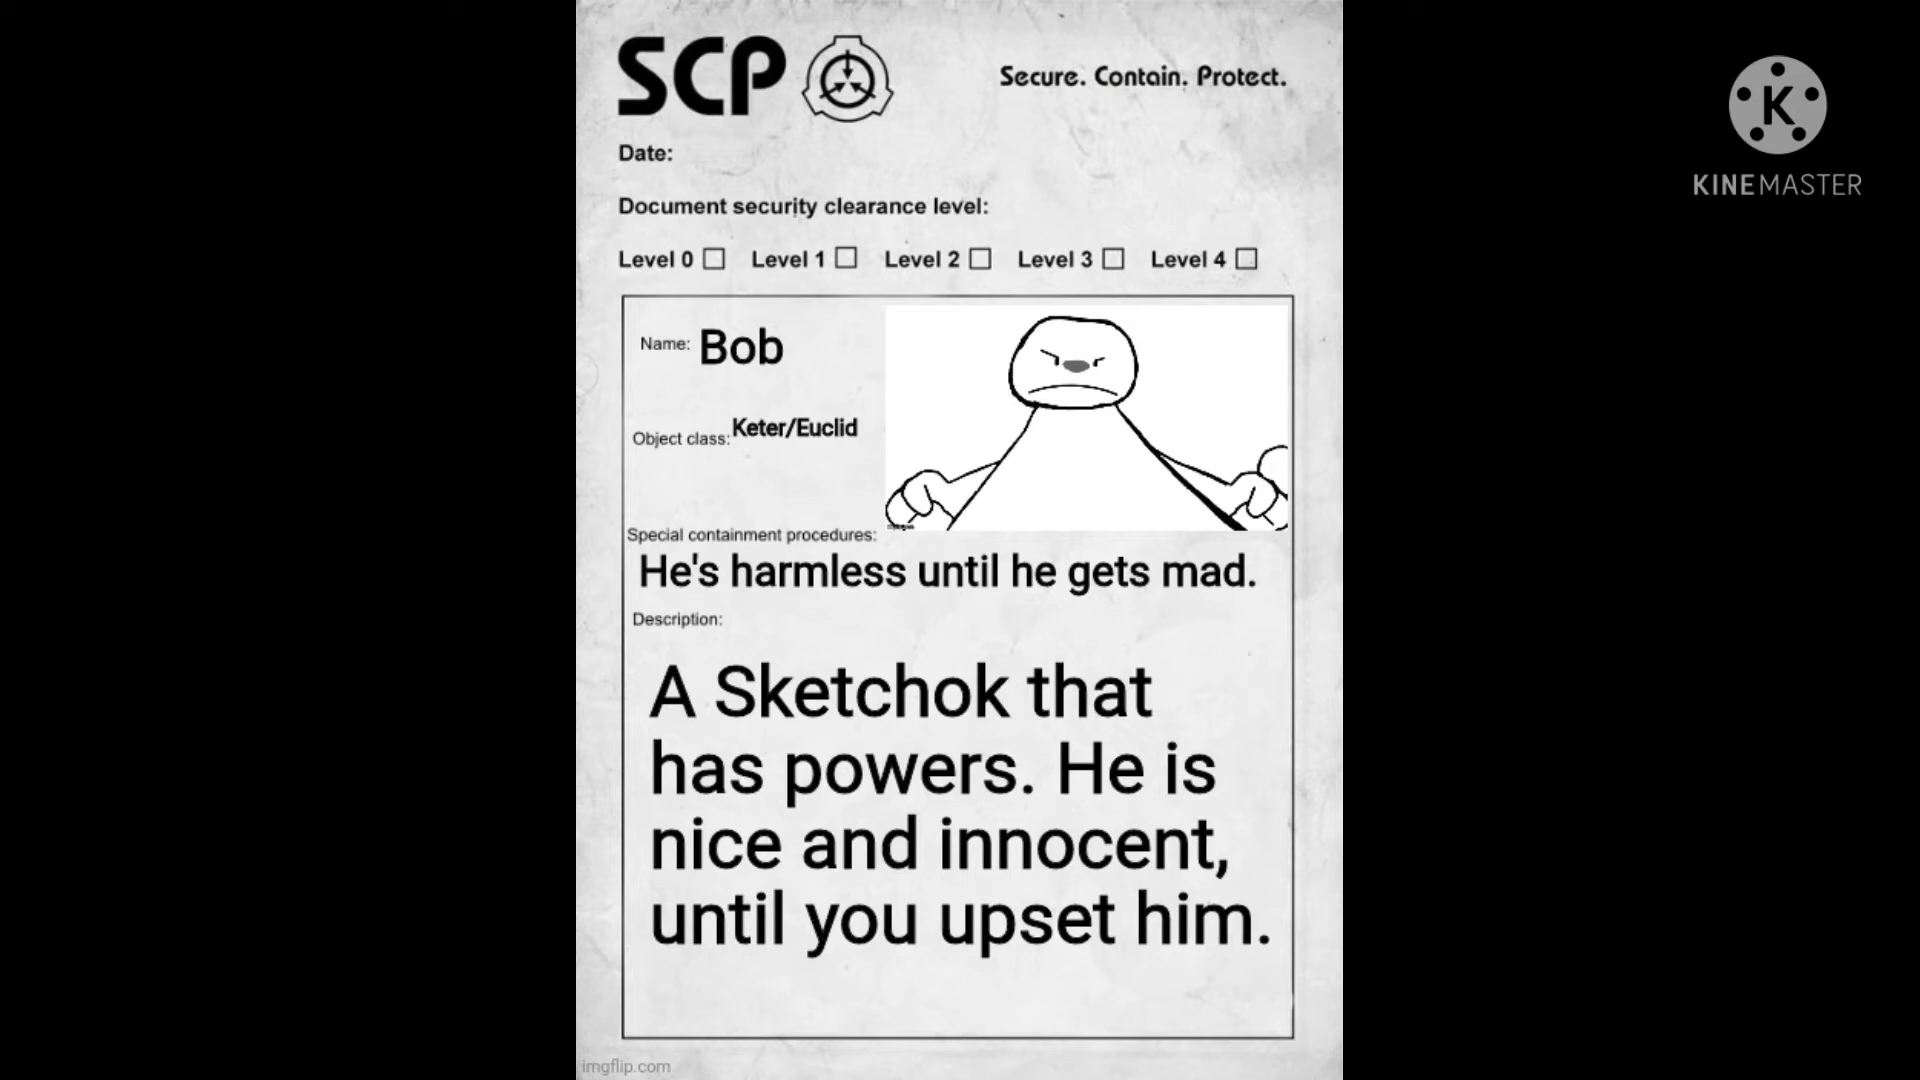 SCP
Secure. Contain. Protect.
K
KINEMASTER
Date:
Document security clearance level:
Level 0 Level 1 Level 2 Level 3 Level 4
Name: Bob
Object class: Keter/Euclid
Special containment procedures:
He's harmless until he gets mad.
Description:
A Sketchok that
has powers. He is
nice and innocent,
until you upset him.
imgflip.com